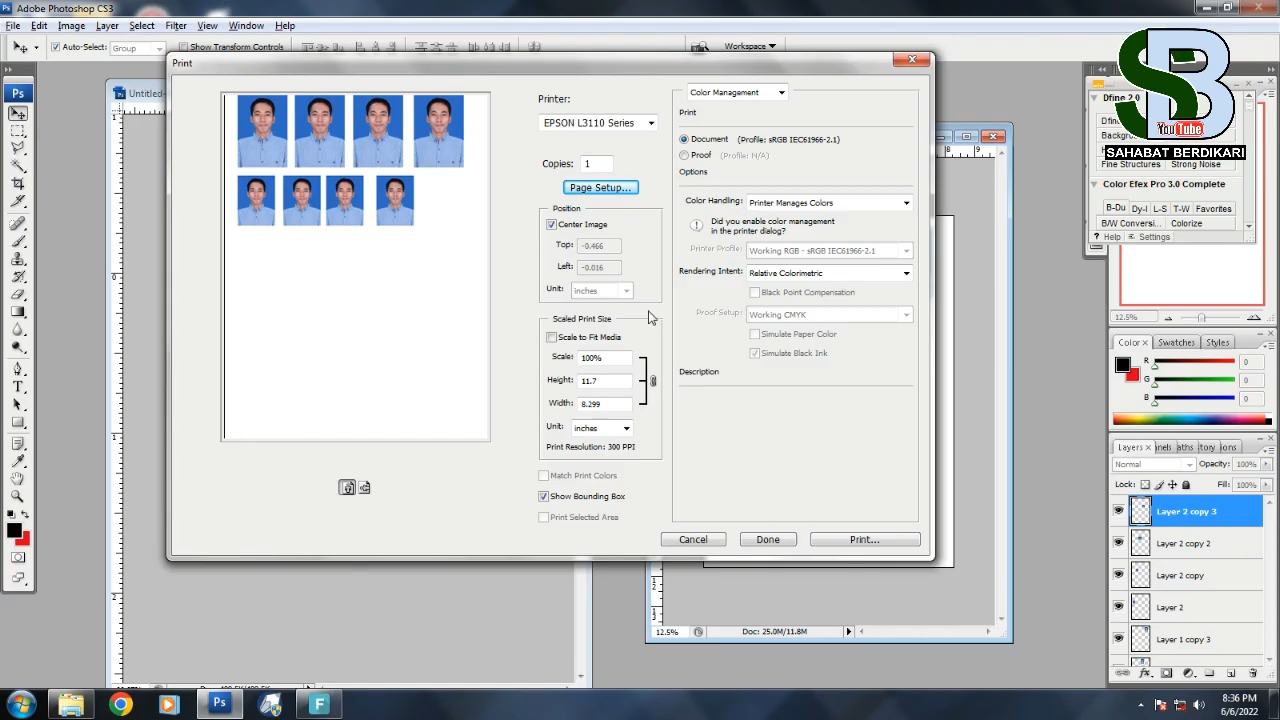 Adobe Photoshop CS3
File Edit Image Layer Select Filter View Window Help
Auto-Select: Group Show Transform Controls Workspace
Print
Untitled-
Printer:
EPSON L3110 Series
Copies: 1
Page Setup...
Position
Center Image
Top: -0.466
Left: -0.016
Unit: inches
Scaled Print Size
Scale to Fit Media
Scale: 100%
Height: 11.7
Width: 8.299
Unit: inches
Print Resolution: 300 PPI
Match Print Colors
Show Bounding Box
Print Selected Area
Color Management
Print
Document (Profile: sRGB IEC61966-2.1)
Proof (Profile: N/A)
Options
Color Handling: Printer Manages Colors
Did you enable color management
in the printer dialog?
Printer Profile: Working RGB - sRGB IEC61966-2.1
Rendering Intent: Relative Colorimetric
Black Point Compensation
Proof Setup: Working CMYK
Simulate Paper Color
Simulate Black Ink
Description
Cancel Done Print...
12.5% Doc: 25.0M/11.8M
SB
YouTube
SAHABAT BERDIKARI
Dfine 2.0
Fine Structures Strong Noise
Color Efex Pro 3.0 Complete
B-Du Dy-I L-S T-W Favorites
B/W Conversi... Colorize
Help Settings
12.5%
Color Swatches Styles
R 0
G 0
B 0
Layers
Normal Opacity: 100%
Lock: Fill: 100%
Layer 2 copy 3
Layer 2 copy 2
Layer 2 copy
Layer 2
Layer 1 copy 3
Ps
8:36 PM
6/6/2022